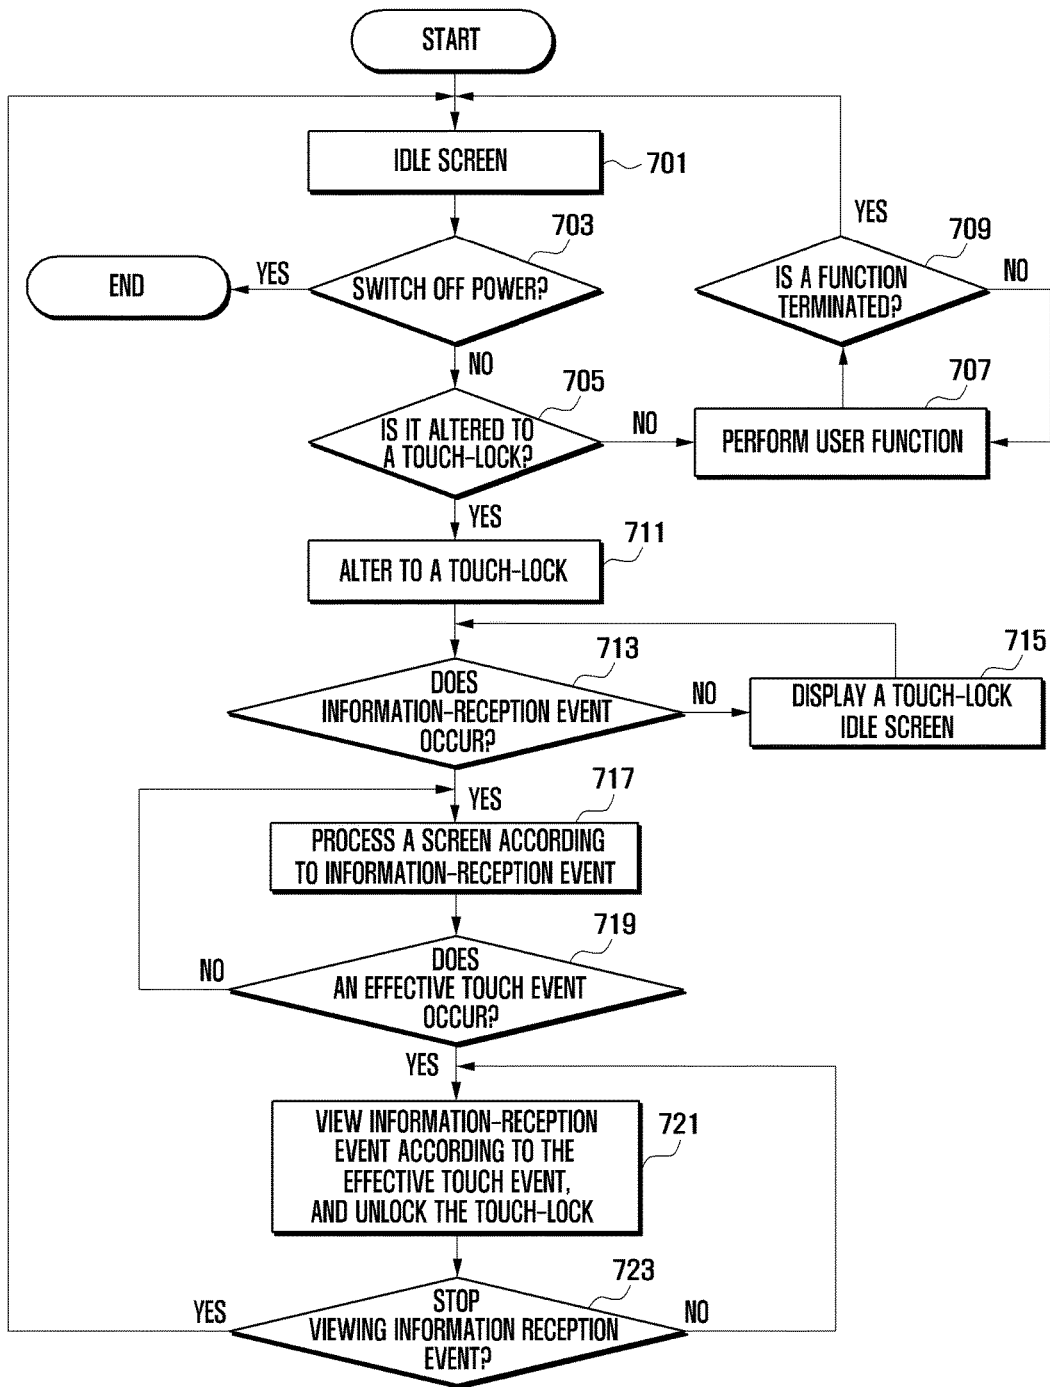 START
IDLE SCREEN
701
703
SWITCH OFF POWER?
YES
END
NO
YES
709
IS A FUNCTION
TERMINATED?
NO
705
IS IT ALTERED TO
A TOUCH-LOCK?
NO
707
PERFORM USER FUNCTION
YES
711
ALTER TO A TOUCH-LOCK
713
DOES
INFORMATION-RECEPTION EVENT
OCCUR?
NO
715
DISPLAY A TOUCH-LOCK
IDLE SCREEN
YES
717
PROCESS A SCREEN ACCORDING
TO INFORMATION-RECEPTION EVENT
719
DOES
AN EFFECTIVE TOUCH EVENT
OCCUR?
NO
YES
721
VIEW INFORMATION-RECEPTION
EVENT ACCORDING TO THE
EFFECTIVE TOUCH EVENT,
AND UNLOCK THE TOUCH-LOCK
723
STOP
VIEWING INFORMATION RECEPTION
EVENT?
YES
NO